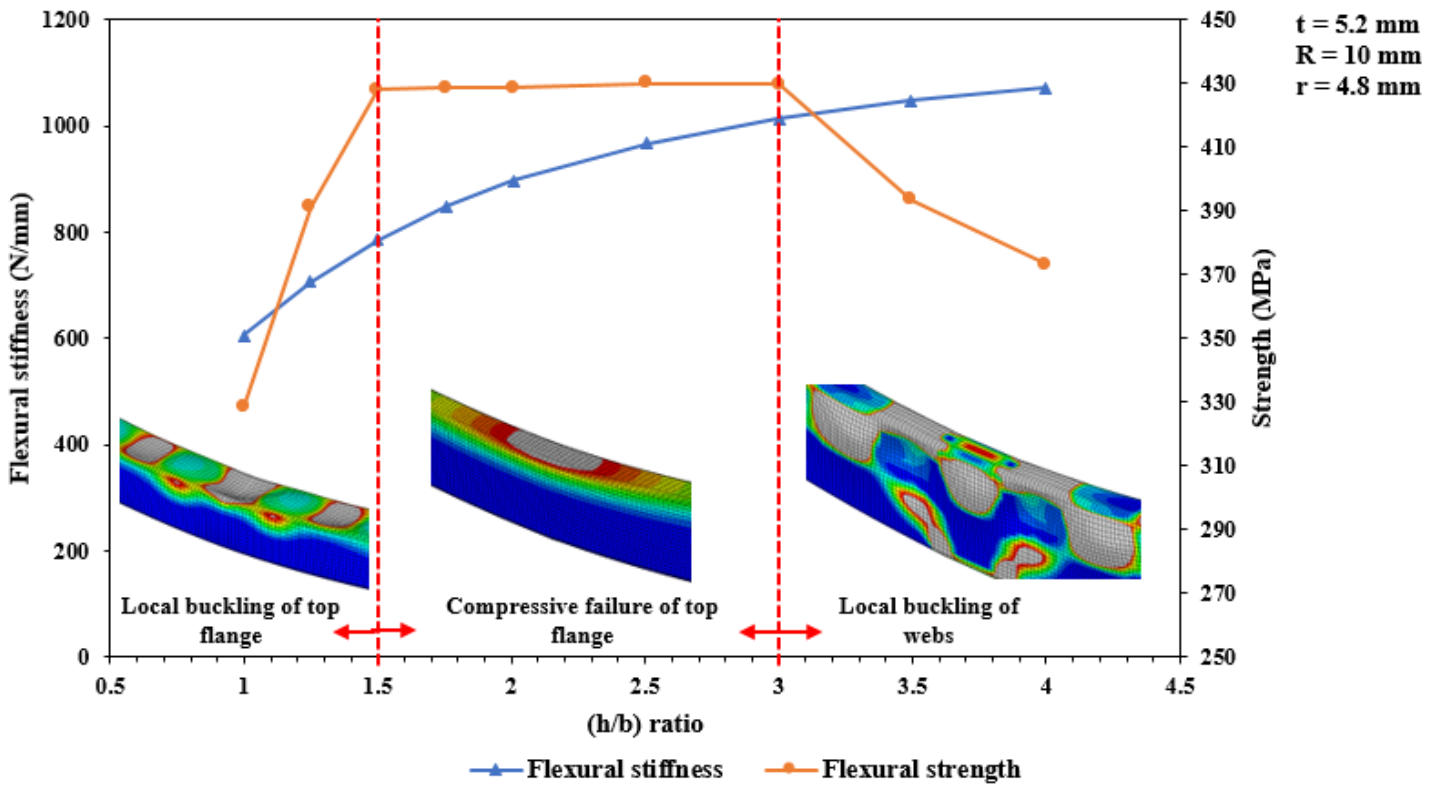 1200
1000
800
600
400
200
0
Flexural stiffness (N/mm)
450
430
410
390
370
350
330
310
290
270
250
Strength (MPa)
t = 5.2 mm
R = 10 mm
r = 4.8 mm
Local buckling of top
flange
Compressive failure of top
flange
Local buckling of
webs
0.5 1 1.5 2 2.5 3 3.5 4 4.5
(h/b) ratio
Flexural stiffness Flexural strength